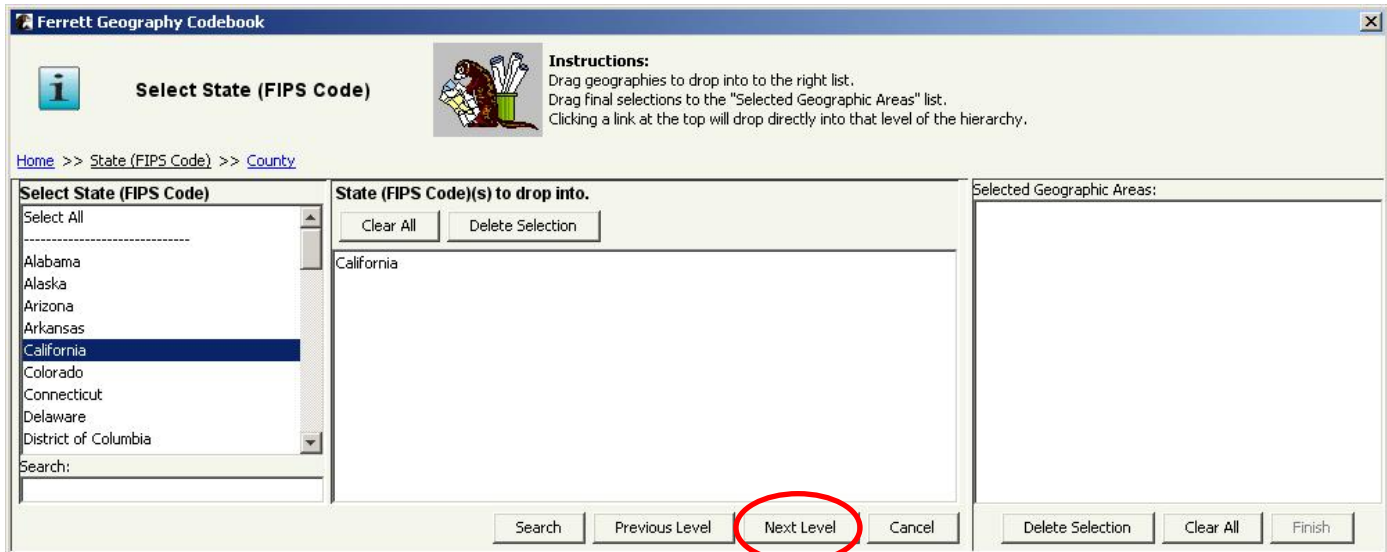 Ferrett Geography Codebook
Select State (FIPS Code)
Instructions:
Drag geographies to drop into to the right list.
Drag final selections to the "Selected Geographic Areas" list.
Clicking a link at the top will drop directly into that level of the hierarchy.
Home >> State (FIPS Code) >> County
Select State (FIPS Code)
Select All
------------------------------
Alabama
Alaska
Arizona
Arkansas
California
Colorado
Connecticut
Delaware
District of Columbia
Search:
State (FIPS Code)(s) to drop into.
Clear All Delete Selection
California
Search Previous Level Next Level Cancel
Selected Geographic Areas:
Delete Selection Clear All Finish